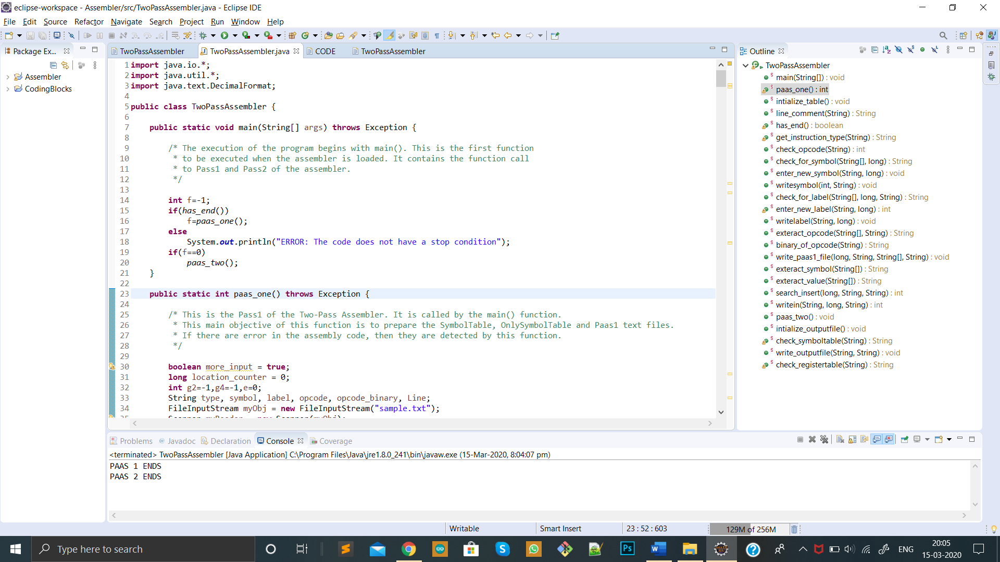 eclipse-workspace - Assembler/src/TwoPassAssembler.java - Eclipse IDE
File Edit Source Refactor Navigate Search Project Run Window Help
Package Ex...
Assembler
CodingBlocks
TwoPassAssembler TwoPassAssembler.java CODE TwoPassAssembler
1 import java.io.*;
2 import java.util.*;
3 import java.text.DecimalFormat;
4
5 public class TwoPassAssembler {
6
7 public static void main(String[] args) throws Exception {
8
9 /* The execution of the program begins with main(). This is the first function
10 * to be executed when the assembler is loaded. It contains the function call
11 * to Pass1 and Pass2 of the assembler.
12 */
13
14 int f=-1;
15 if(has_end())
16 f=paas_one();
17 else
18 System.out.println("ERROR: The code does not have a stop condition");
19 if(f==0)
20 paas_two();
21 }
22
23 public static int paas_one() throws Exception {
24
25 /* This is the Pass1 of the Two-Pass Assembler. It is called by the main() function.
26 * This main objective of this function is to prepare the SymbolTable, OnlySymbolTable and Paas1 text files.
27 * If there are error in the assembly code, then they are detected by this function.
28 */
29
30 boolean more_input = true;
31 long location_counter = 0;
32 int g2=-1,g4=-1,e=0;
33 String type, symbol, label, opcode, opcode_binary, Line;
34 FileInputStream myObj = new FileInputStream("sample.txt");
35 Scanner myReader = new Scanner(myObj);
Outline
TwoPassAssembler
main(String[]) : void
paas_one() : int
intialize_table() : void
line_comment(String) : String
has_end() : boolean
get_instruction_type(String) : String
check_opcode(String) : int
check_for_symbol(String[], long) : String
enter_new_symbol(String, long) : void
writesymbol(int, String) : void
check_for_label(String[], long, String) : String
enter_new_label(String, long) : int
writelabel(String, long) : void
exteract_opcode(String[], String) : String
binary_of_opcode(String) : String
write_paas1_file(long, String, String[], String) : void
exteract_symbol(String[]) : String
exteract_value(String[]) : String
search_insert(long, String, String) : int
writein(String, long, String) : int
paas_two() : void
intialize_outputfile() : void
check_symboltable(String) : String
write_outputfile(String, String) : void
check_registertable(String) : String
Problems @ Javadoc Declaration Console Coverage
<terminated> TwoPassAssembler [Java Application] C:\Program Files\Java\jre1.8.0_241\bin\javaw.exe (15-Mar-2020, 8:04:07 pm)
PAAS 1 ENDS
PAAS 2 ENDS
Writable Smart Insert 23 : 52 : 603 129M of 256M
Type here to search
Ps
ENG
20:05
15-03-2020